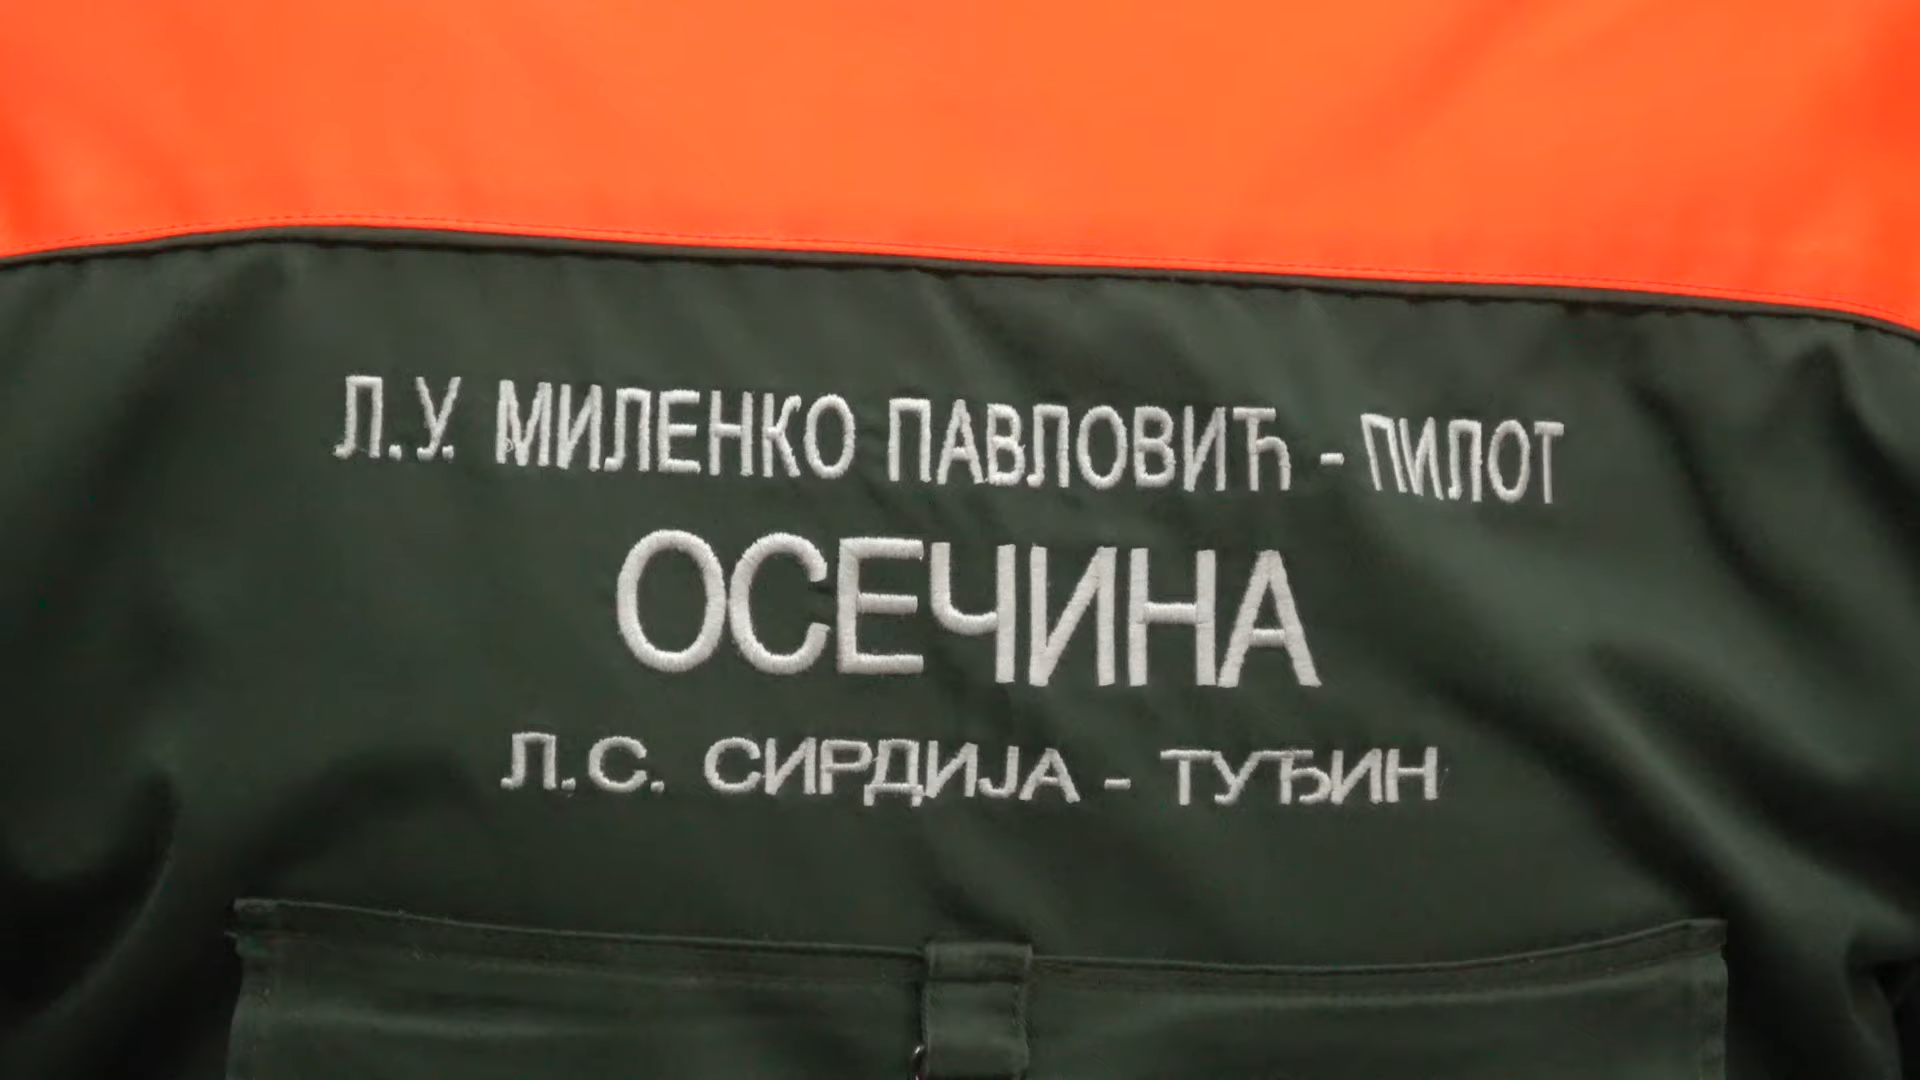 Л.У. МИЛЕНКО ПАВЛОВИЋ - ПИЛОТ
ОСЕЧИНА
Л.С. СИРДИЈА - ТУЂИН